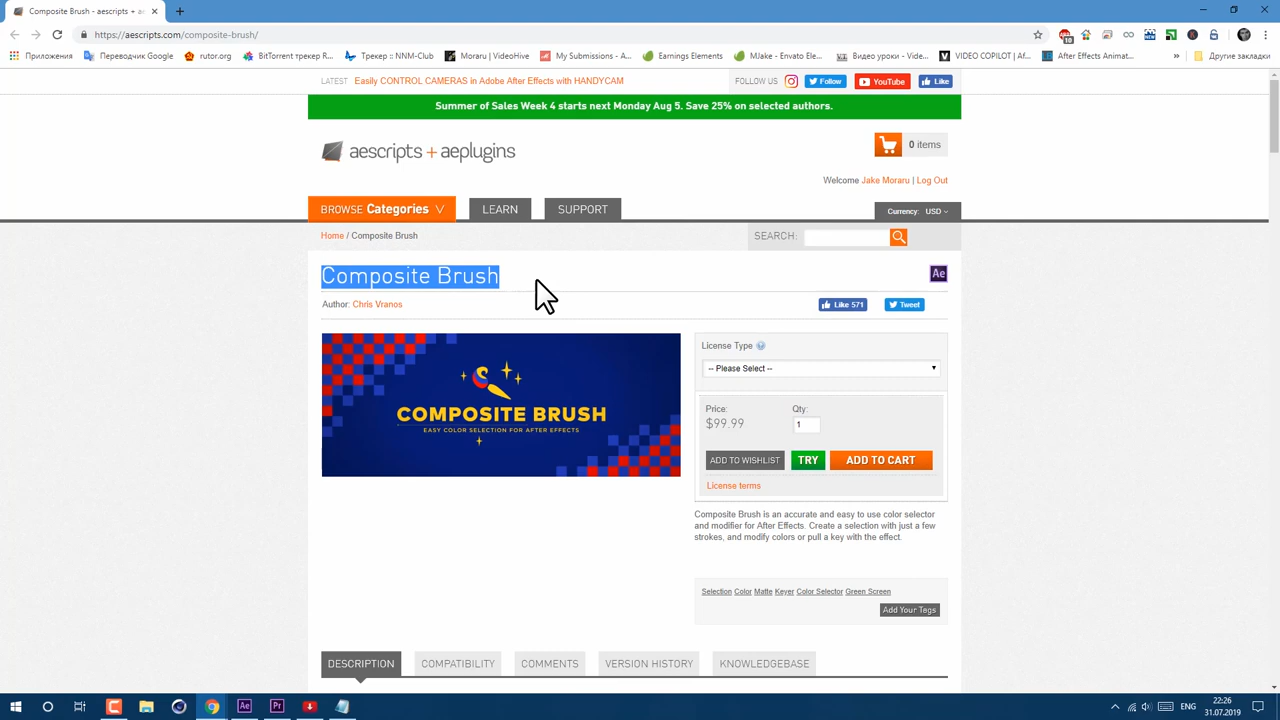 Composite Brush - aescripts + aepl
https://aescripts.com/composite-brush/
10
Приложения
Переводчик Google
rutor.org
BitTorrent трекер R...
Трекер :: NNM-Club
Moraru | VideoHive
My Submissions - A...
Earnings Elements
MJake - Envato Ele...
Видео уроки - Vide...
VIDEO COPILOT | Af...
After Effects Animat...
Другие закладки
LATEST Easily CONTROL CAMERAS in Adobe After Effects with HANDYCAM
FOLLOW US Follow YouTube Like
Summer of Sales Week 4 starts next Monday Aug 5. Save 25% on selected authors.
aescripts + aeplugins
0 items
Welcome Jake Moraru | Log Out
BROWSE Categories LEARN SUPPORT
Currency: USD
Home / Composite Brush
SEARCH:
Composite Brush
Ae
Author: Chris Vranos
Like 571 Tweet
COMPOSITE BRUSH
EASY COLOR SELECTION FOR AFTER EFFECTS
License Type ?
-- Please Select --
Price: Qty:
$99.99 1
ADD TO WISHLIST TRY ADD TO CART
License terms
Composite Brush is an accurate and easy to use color selector
and modifier for After Effects. Create a selection with just a few
strokes, and modify colors or pull a key with the effect.
Selection Color Matte Keyer Color Selector Green Screen
Add Your Tags
DESCRIPTION COMPATIBILITY COMMENTS VERSION HISTORY KNOWLEDGEBASE
Ae Pr
ENG
22:26
31.07.2019